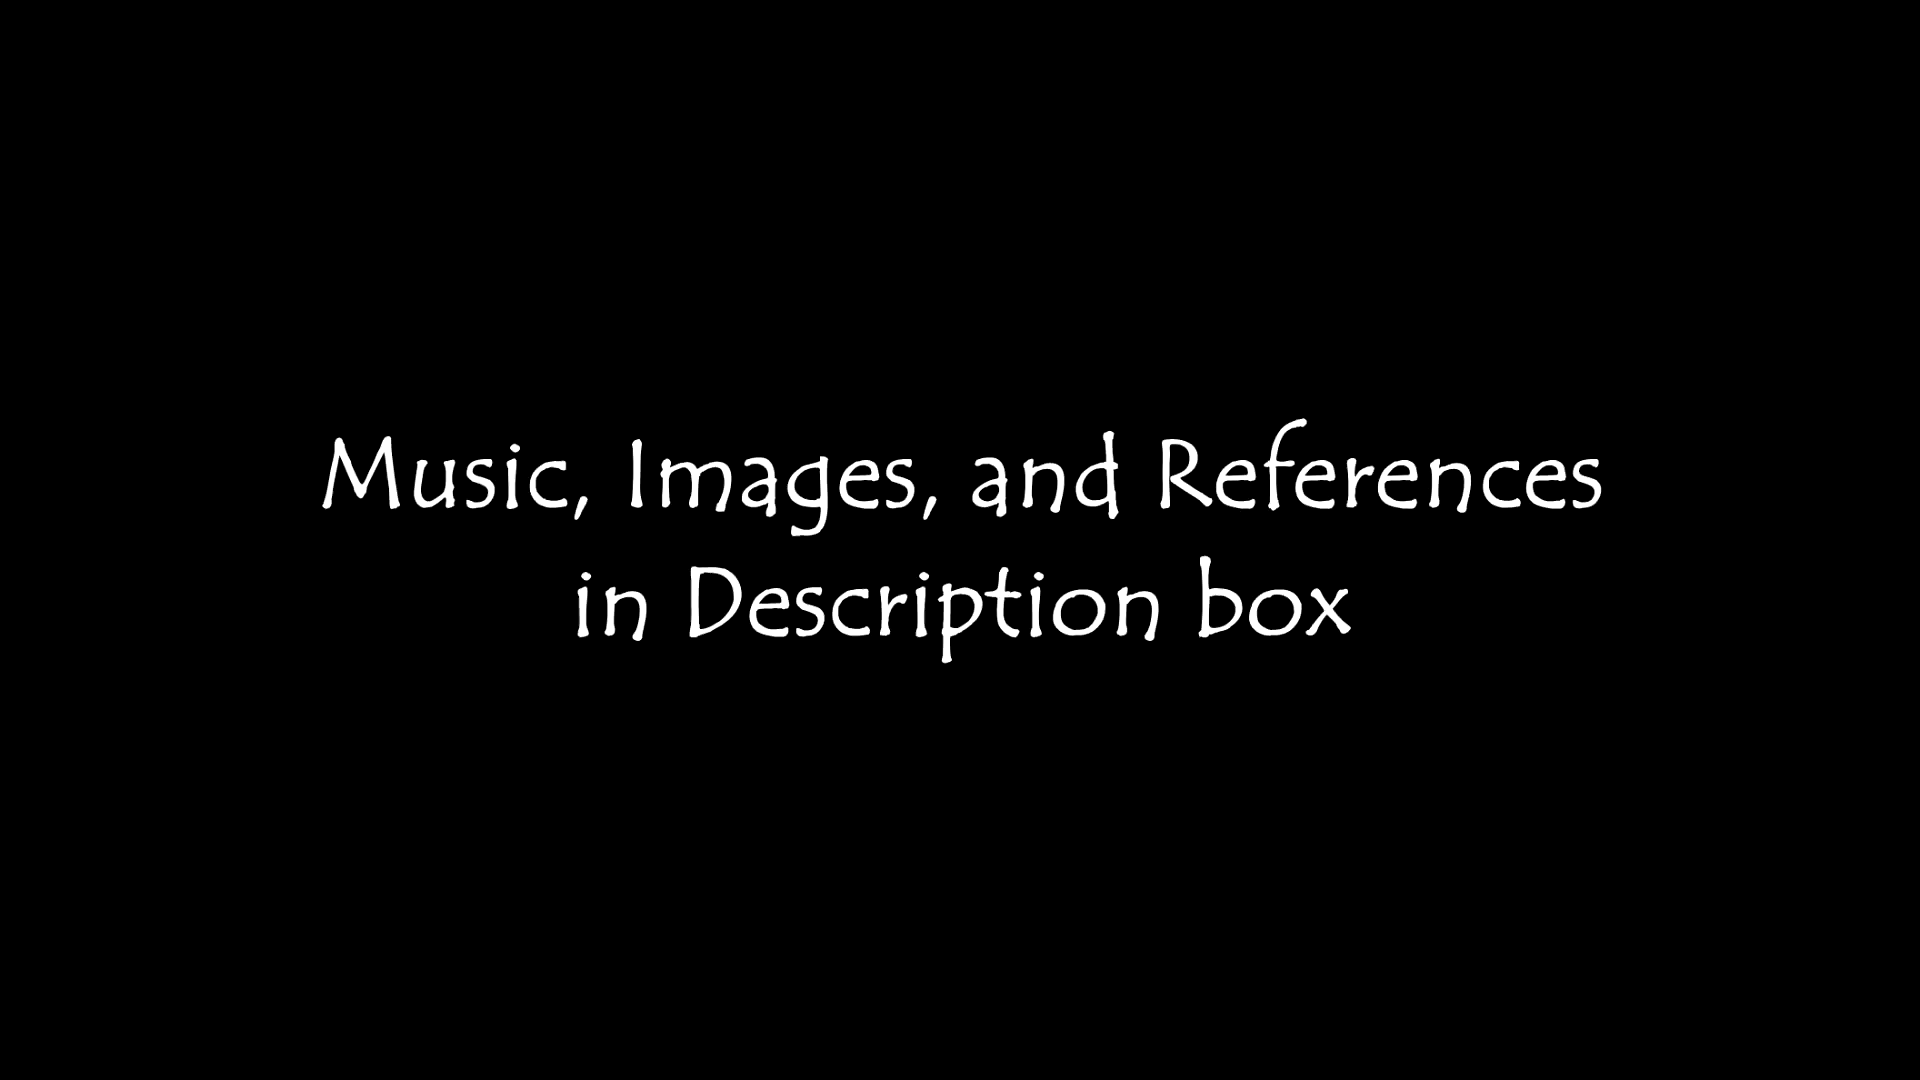 Music, Images, and References
in Description box